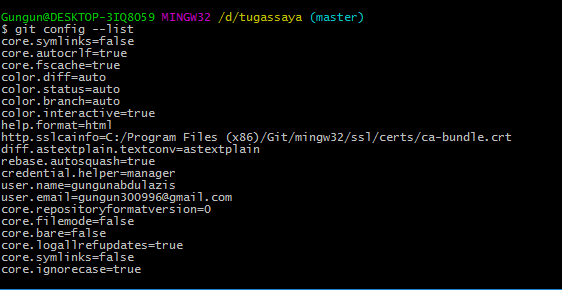 Gungun@DESKTOP-3IQ8O59 MINGW32 /d/tugassaya (master)
$ git config --list
core.symlinks=false
core.autocrlf=true
core.fscache=true
color.diff=auto
color.status=auto
color.branch=auto
color.interactive=true
help.format=html
http.sslcainfo=C:/Program Files (x86)/Git/mingw32/ssl/certs/ca-bundle.crt
diff.astextplain.textconv=astextplain
rebase.autosquash=true
credential.helper=manager
user.name=gungunabdulazis
user.email=gungun300996@gmail.com
core.repositoryformatversion=0
core.filemode=false
core.bare=false
core.logallrefupdates=true
core.symlinks=false
core.ignorecase=true